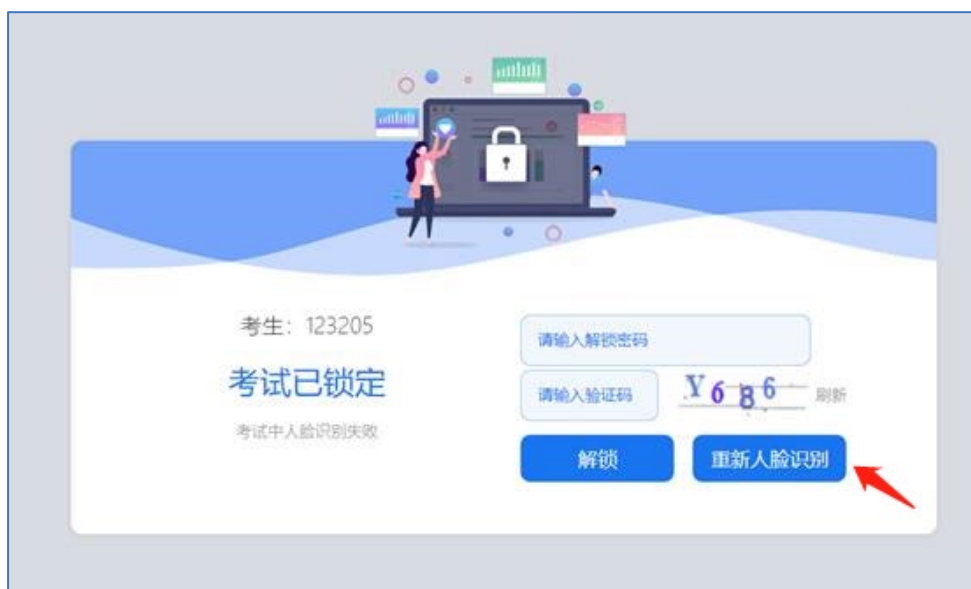 考生：123205
考试已锁定
考试中人脸识别失败
请输入解锁密码
请输入验证码
Y686
刷新
解锁
重新人脸识别